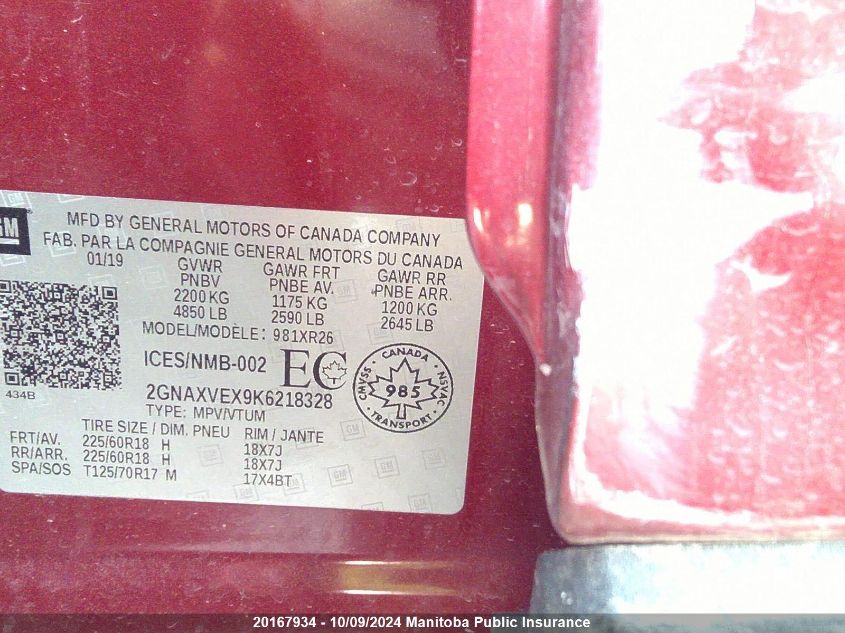 GM
MFD BY GENERAL MOTORS OF CANADA COMPANY
FAB. PAR LA COMPAGNIE GENERAL MOTORS DU CANADA
01/19 GVWR GAWR FRT GAWR RR
PNBV PNBE AV. PNBE ARR.
2200 KG 1175 KG 1200 KG
4850 LB 2590 LB 2645 LB
MODEL/MODÈLE: 981XR26
ICES/NMB-002 EC
CANADA
CMVSS 985 NSVAC
TRANSPORT
434B
2GNAXVEX9K6218328
TYPE: MPV/VTUM
TIRE SIZE / DIM. PNEU RIM / JANTE
FRT/AV. 225/60R18 H 18X7J
RR/ARR. 225/60R18 H 18X7J
SPA/SOS T125/70R17 M 17X4BT
20167934 - 10/09/2024 Manitoba Public Insurance